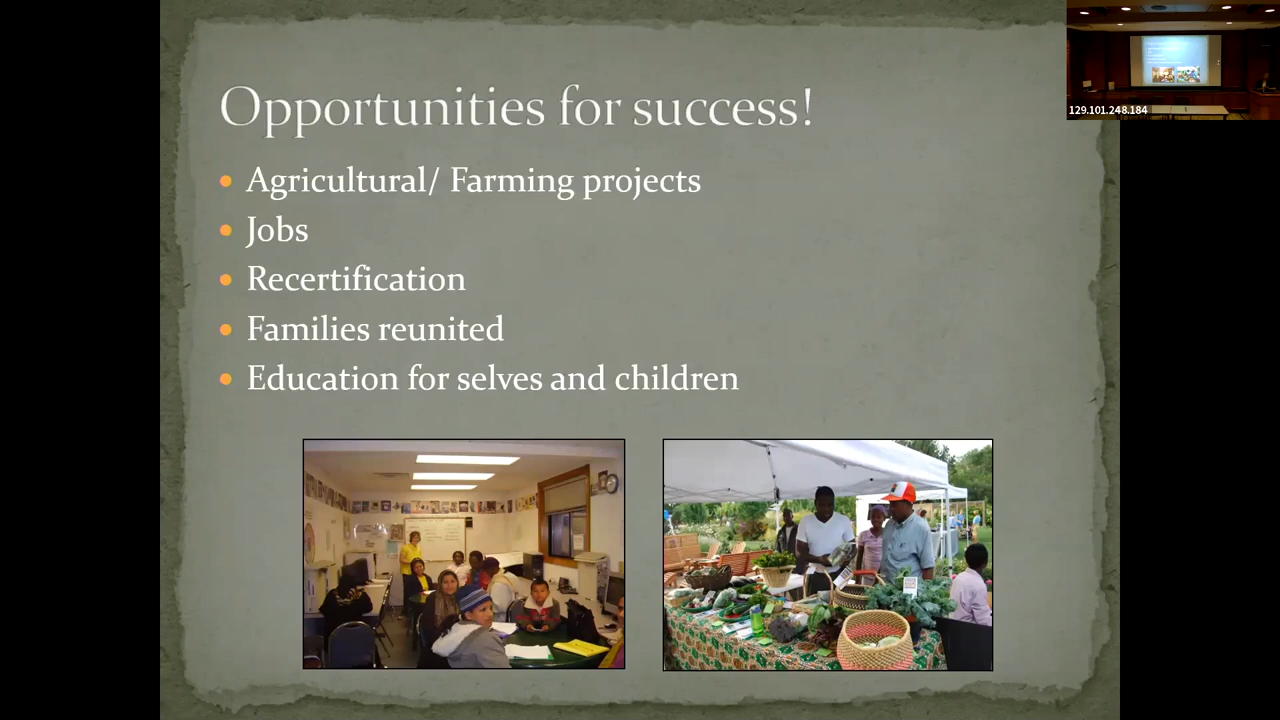 Opportunities for success!
Agricultural/ Farming projects
Jobs
Recertification
Families reunited
Education for selves and children
129.101.248.184